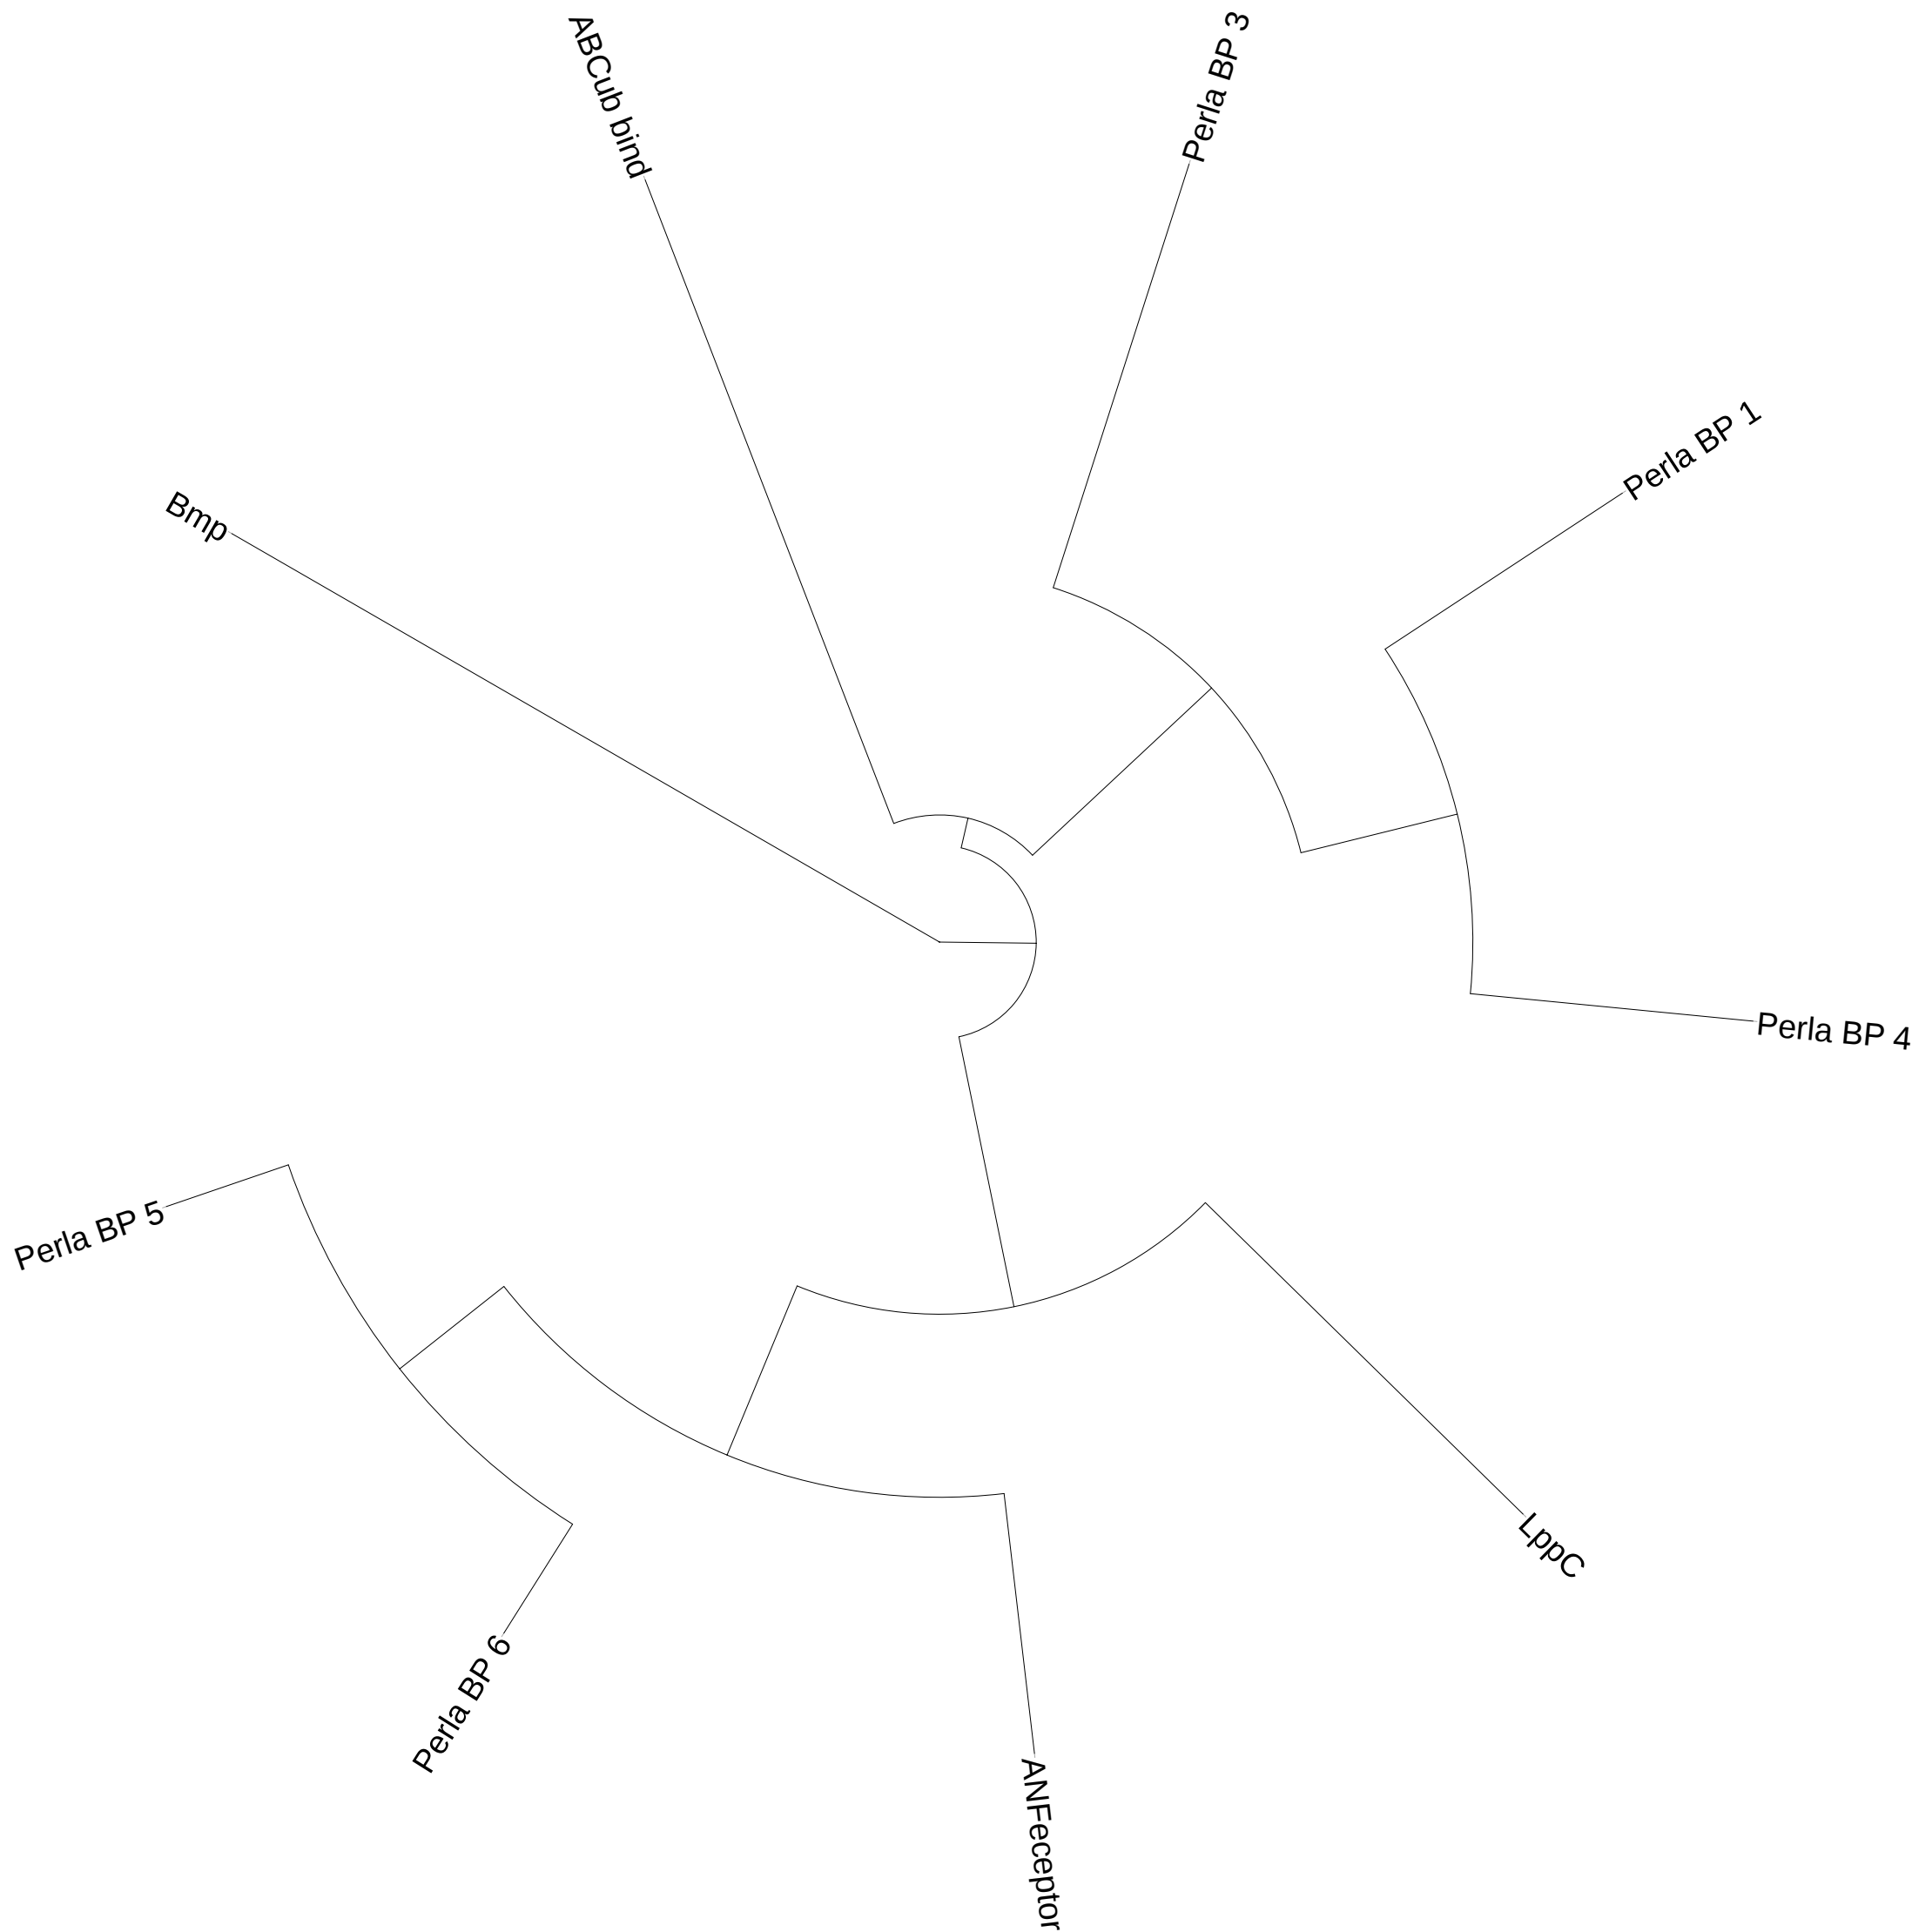 ABCub bind
Perla BP 3
Perla BP 1
Bmp
Perla BP 4
Perla BP 5
LppC
Perla BP 6
ANFeceptor